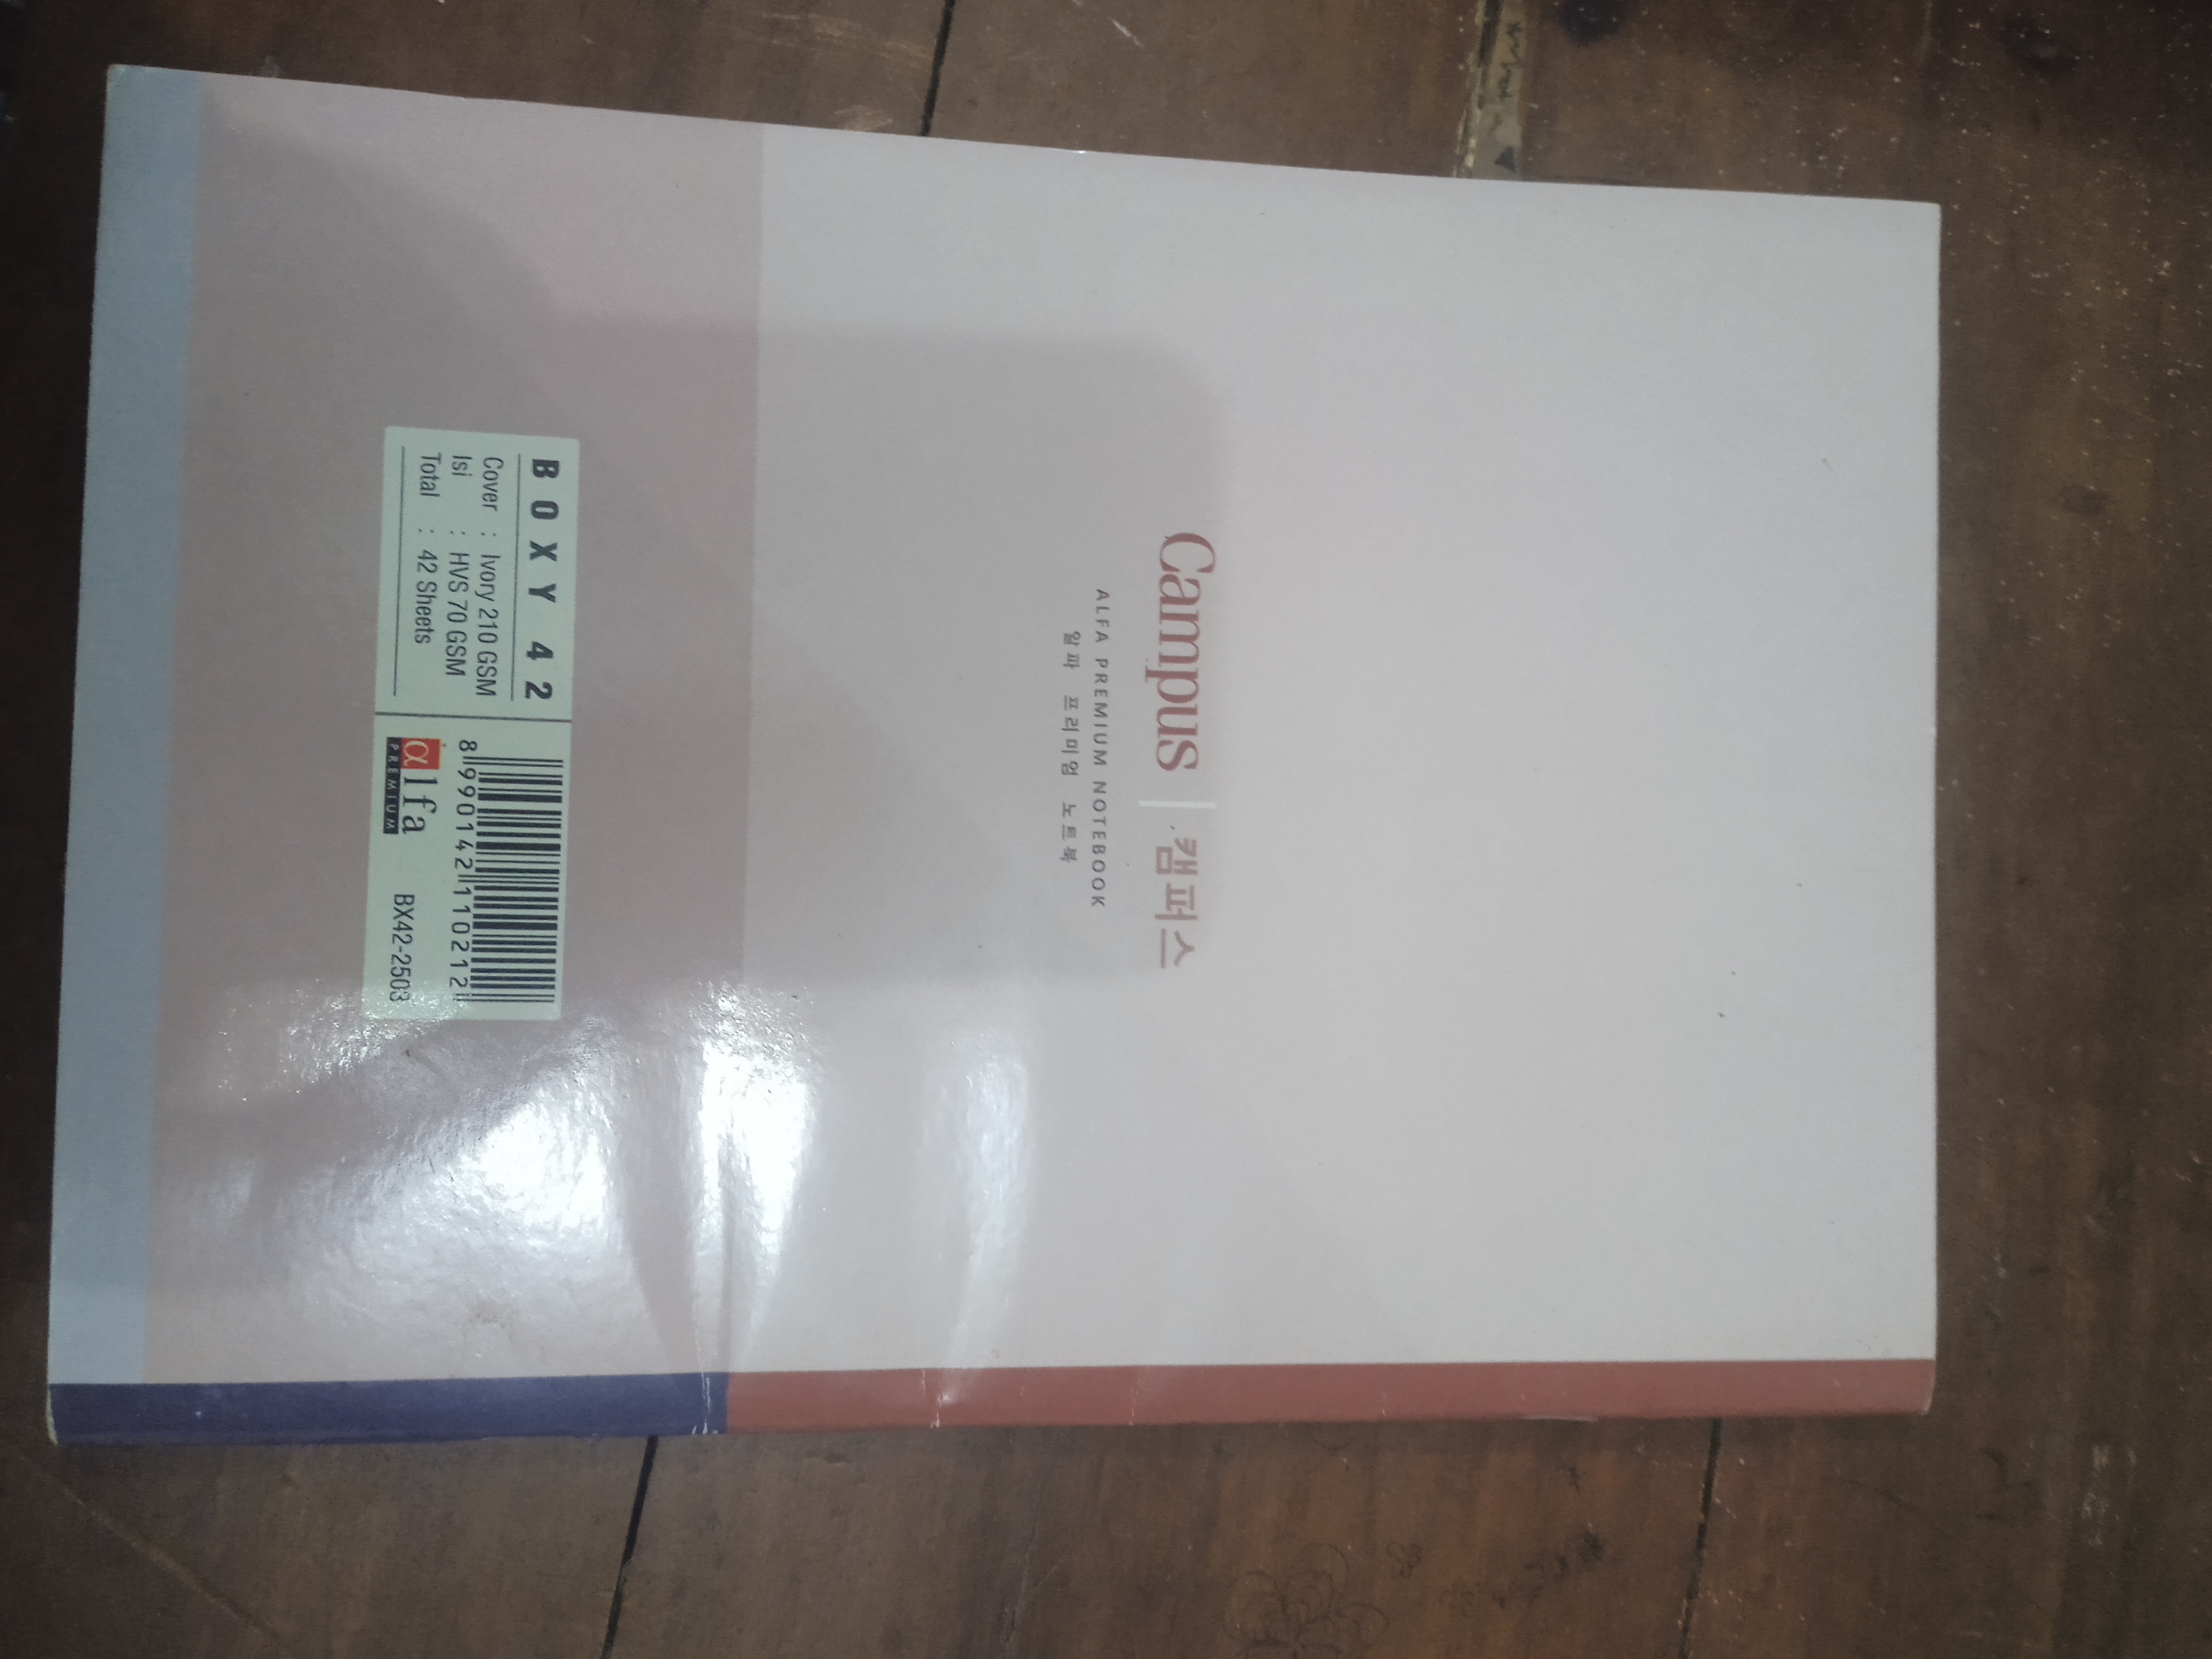 Campus | 캠퍼스
ALFA PREMIUM NOTEBOOK
알파 프리미엄 노트북
BOXY 42
Cover : Ivory 210 GSM
Isi : HVS 70 GSM
Total : 42 Sheets
8 990142 110212
αlfa
PREMIUM
BX42-2503